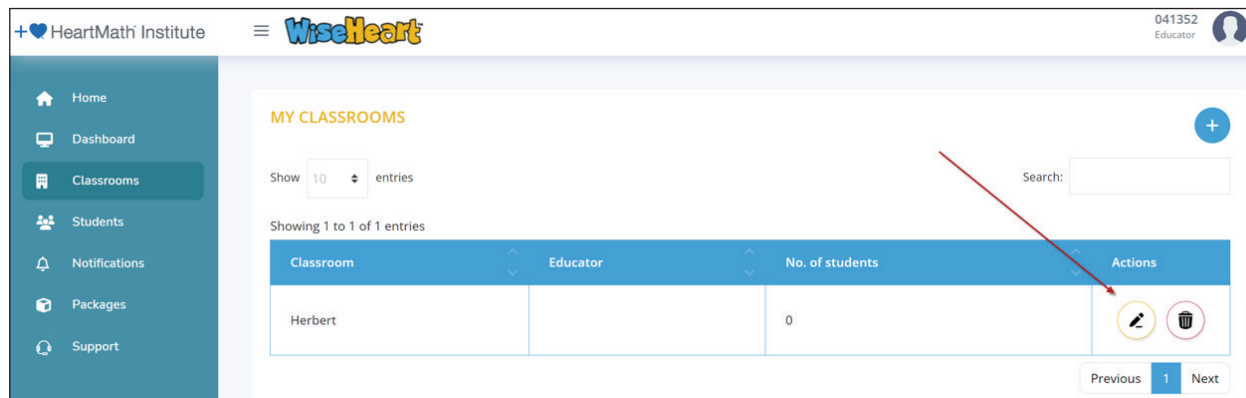 HeartMath Institute
WiseHeart
041352
Educator
Home
Dashboard
Classrooms
Students
Notifications
Packages
Support
MY CLASSROOMS
+
Show 10 entries
Search:
Showing 1 to 1 of 1 entries
Classroom Educator No. of students Actions
Herbert 0
Previous 1 Next